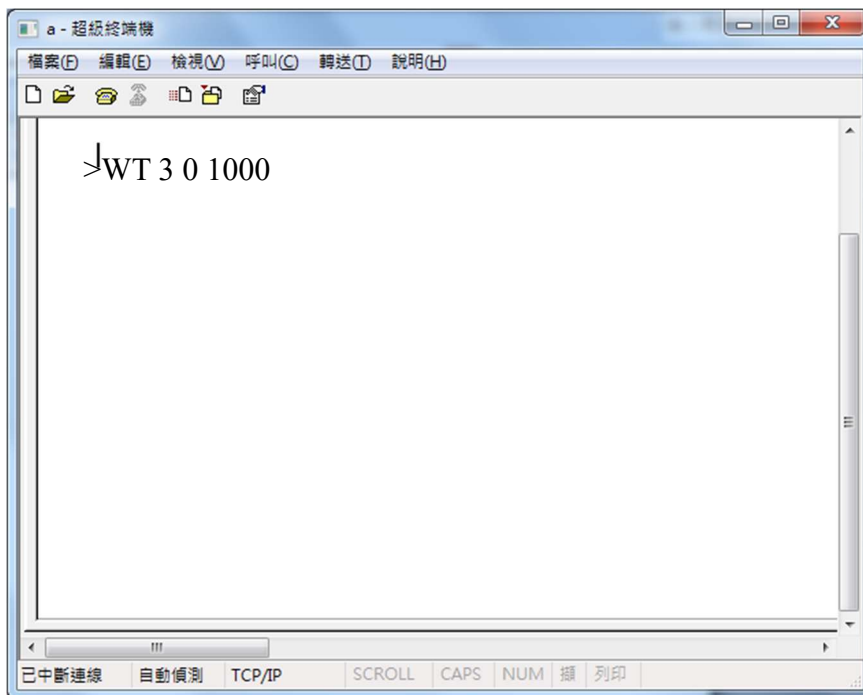 a - 超級終端機
檔案(F) 編輯(E) 檢視(V) 呼叫(C) 轉送(T) 說明(H)
>WT 3 0 1000
已中斷連線 自動偵測 TCP/IP SCROLL CAPS NUM 擷 列印